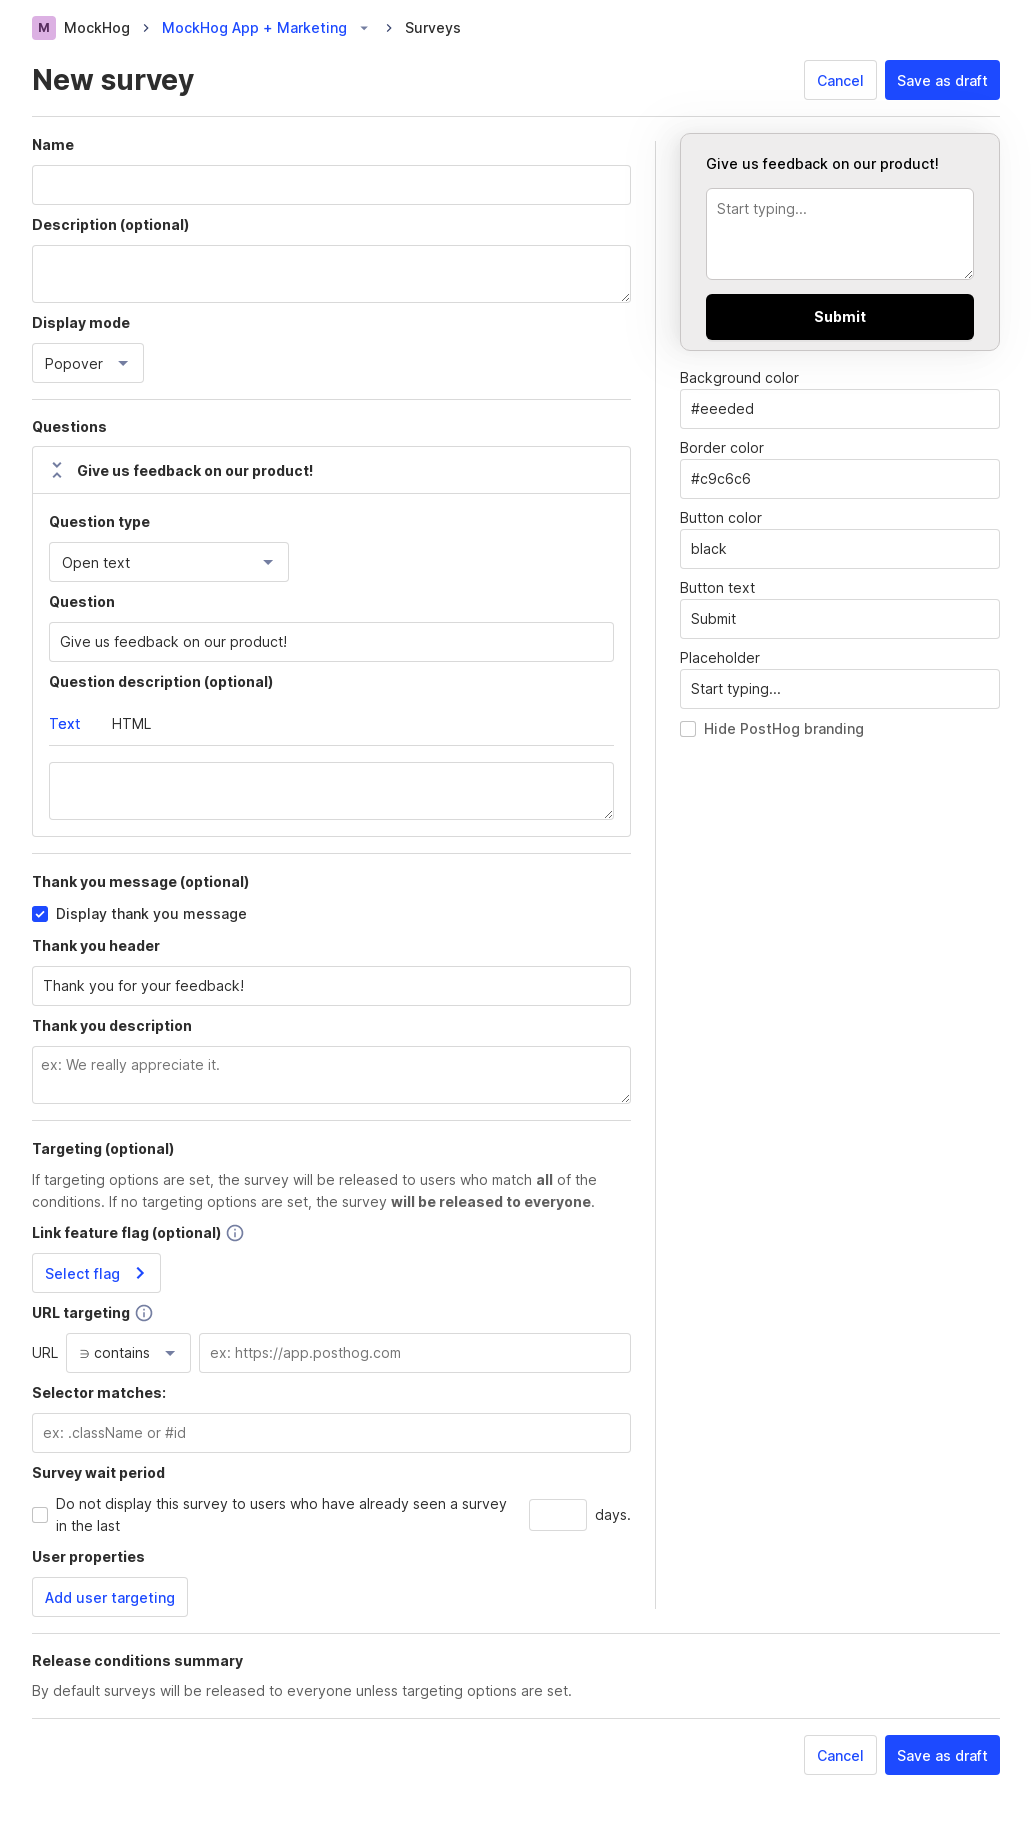 M MockHog > MockHog App + Marketing > Surveys
New survey
Cancel
Save as draft
Name
Description (optional)
Display mode
Popover
Questions
Give us feedback on our product!
Question type
Open text
Question
Give us feedback on our product!
Question description (optional)
Text HTML
Thank you message (optional)
Display thank you message
Thank you header
Thank you for your feedback!
Thank you description
ex: We really appreciate it.
Targeting (optional)
If targeting options are set, the survey will be released to users who match all of the
conditions. If no targeting options are set, the survey will be released to everyone.
Link feature flag (optional)
Select flag
URL targeting
URL ∋ contains ex: https://app.posthog.com
Selector matches:
ex: .className or #id
Survey wait period
Do not display this survey to users who have already seen a survey
in the last
days.
User properties
Add user targeting
Give us feedback on our product!
Start typing...
Submit
Background color
#eeeded
Border color
#c9c6c6
Button color
black
Button text
Submit
Placeholder
Start typing...
Hide PostHog branding
Release conditions summary
By default surveys will be released to everyone unless targeting options are set.
Cancel
Save as draft